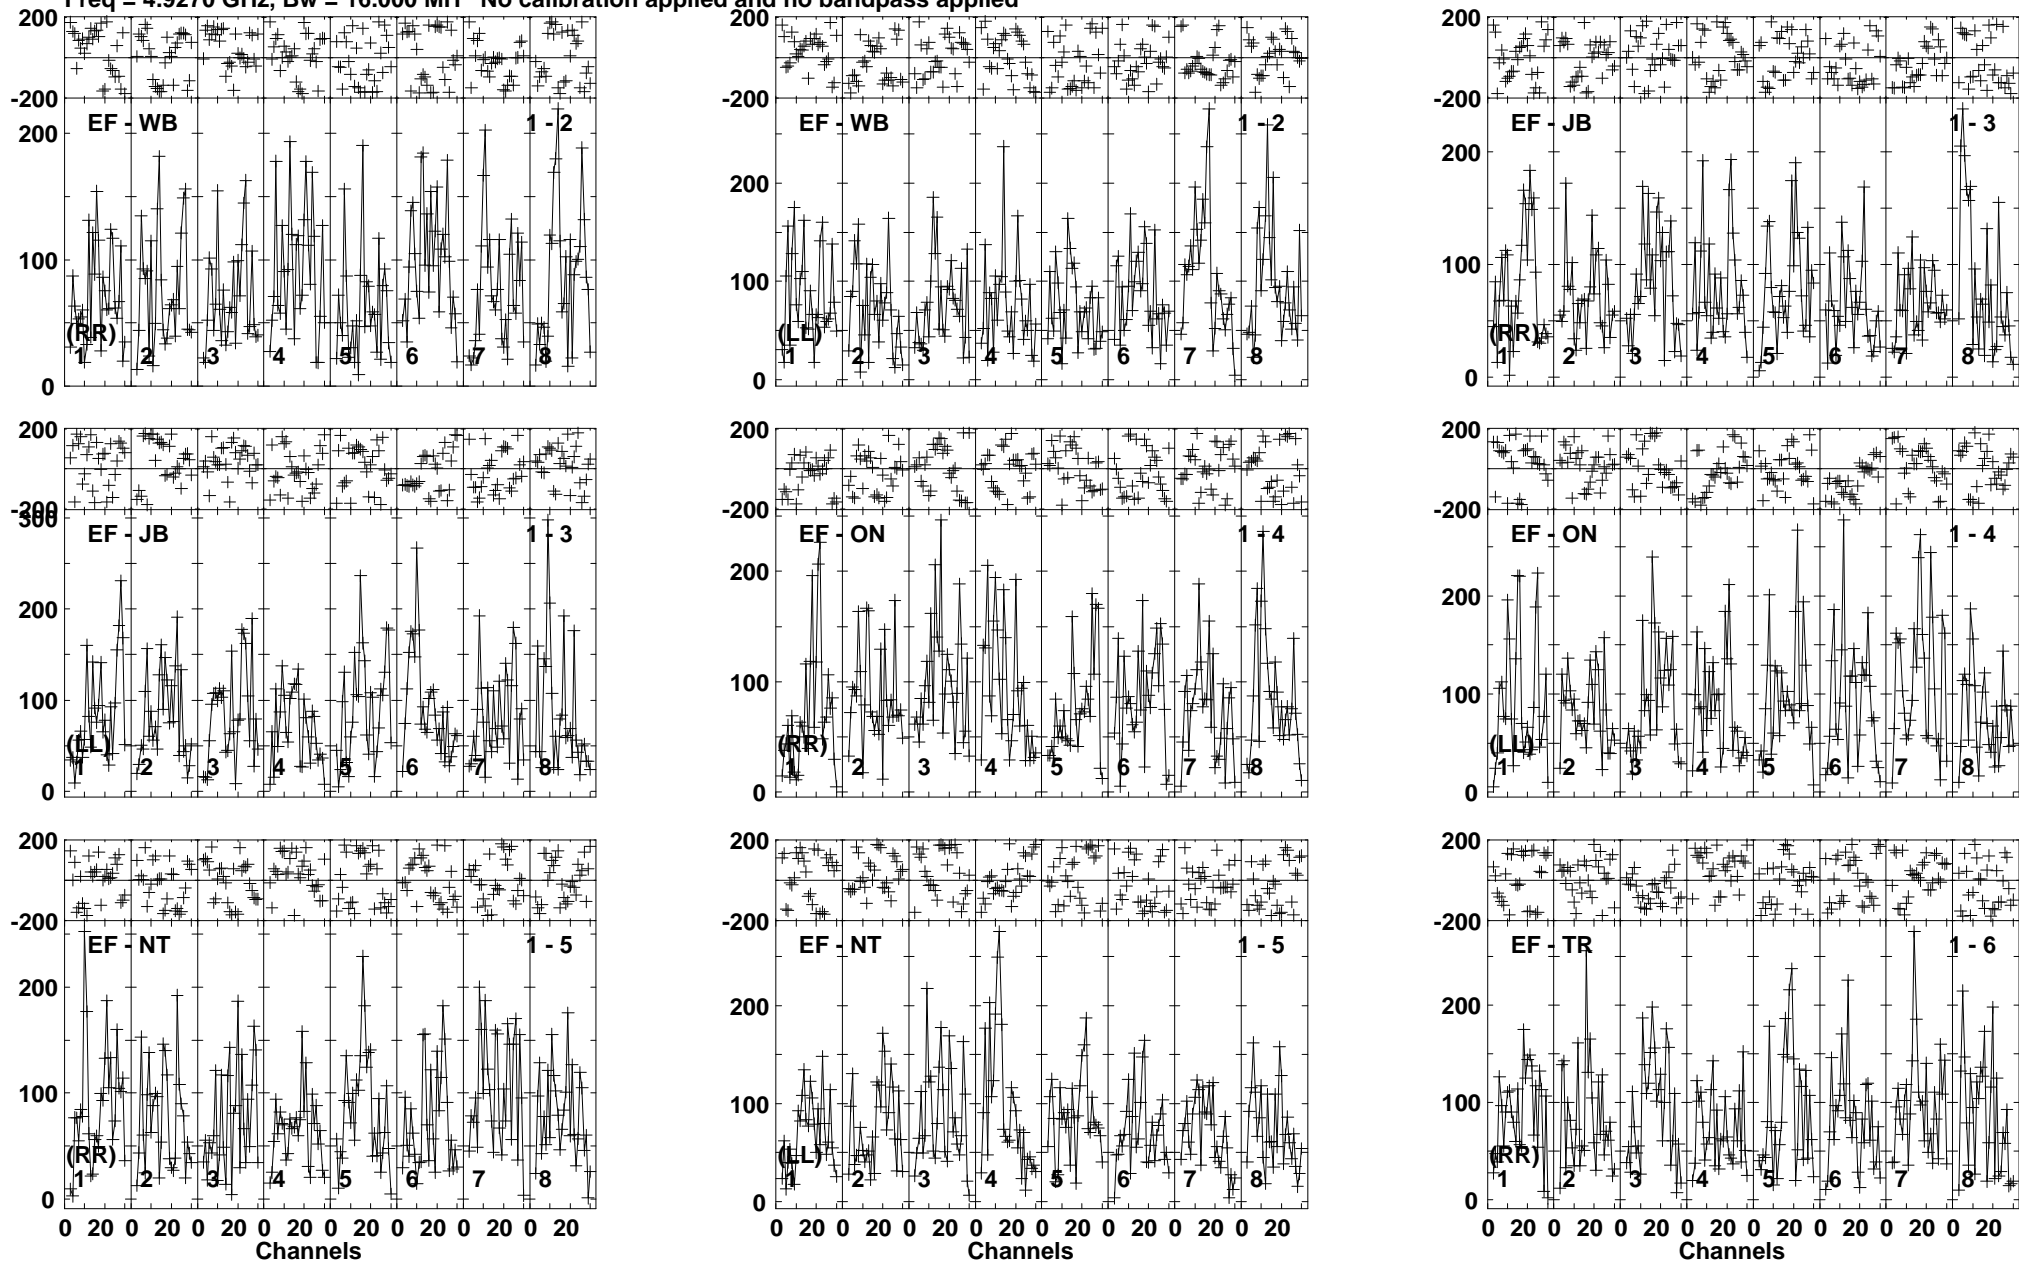 Freq = 4.9270 GHz, Bw = 16.000 MH No calibration applied and no bandpass applied
200 200 200
-200 -200 -200
EF - WB 1 - 2 EF - WB 1 - 2 EF - JB 1 - 3
200 200 200
100 100 100
(RR) (LL) (RR)
1 2 3 4 5 6 7 8 1 2 3 4 5 6 7 8 1 2 3 4 5 6 7 8
0 0 0
200 200 200
-200 -200 -200
300
EF - JB 1 - 3 EF - ON 1 - 4 EF - ON 1 - 4
200 200 200
100 100 100
(LL) (RR) (LL)
1 2 3 4 5 6 7 8 1 2 3 4 5 6 7 8 1 2 3 4 5 6 7 8
0 0 0
200 200 200
-200 -200 -200
EF - NT 1 - 5 EF - NT 1 - 5 EF - TR 1 - 6
200 200 200
100 100 100
(RR) (LL) (RR)
1 2 3 4 5 6 7 8 1 2 3 4 5 6 7 8 1 2 3 4 5 6 7 8
0 0 0
0 20 0 20 0 20 0 20 0 20 0 20 0 20 0 20 0 20 0 20 0 20 0 20 0 20 0 20 0 20 0 20 0 20 0 20 0 20 0 20 0 20 0 20 0 20 0 20
Channels Channels